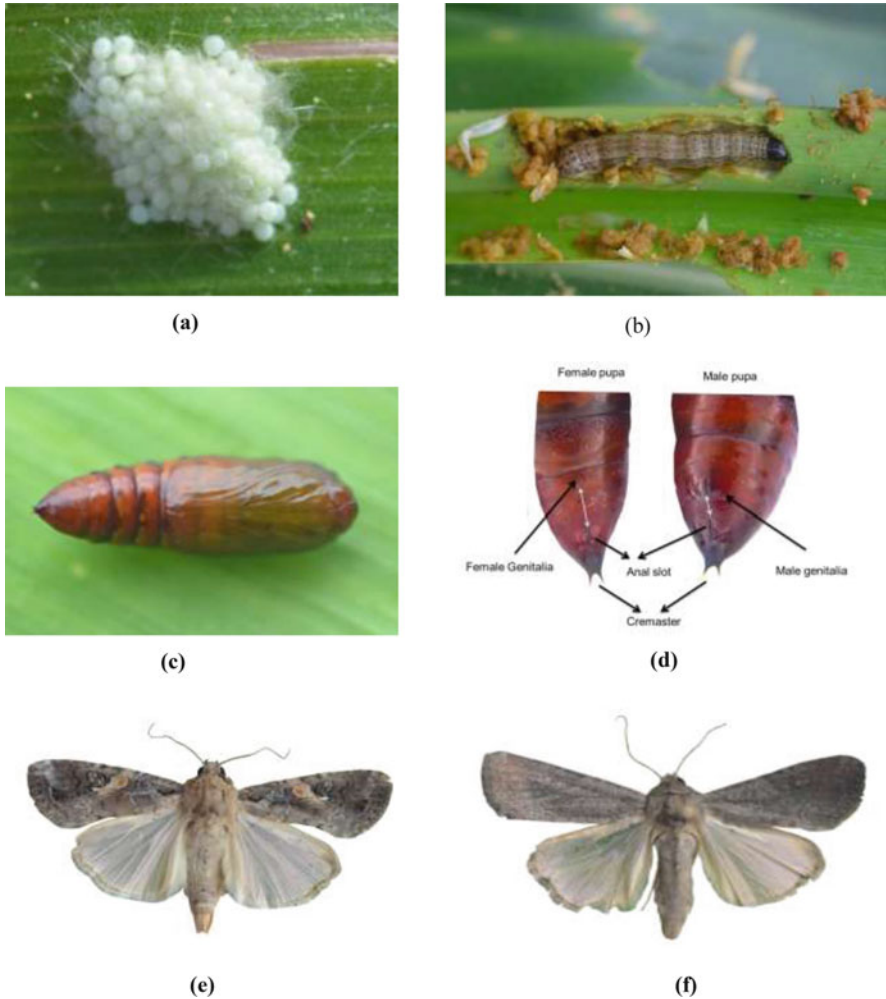 (a)
(b)
(c)
Female pupa
Male pupa
Female Genitalia
Anal slot
Male genitalia
Cremaster
(d)
(e)
(f)